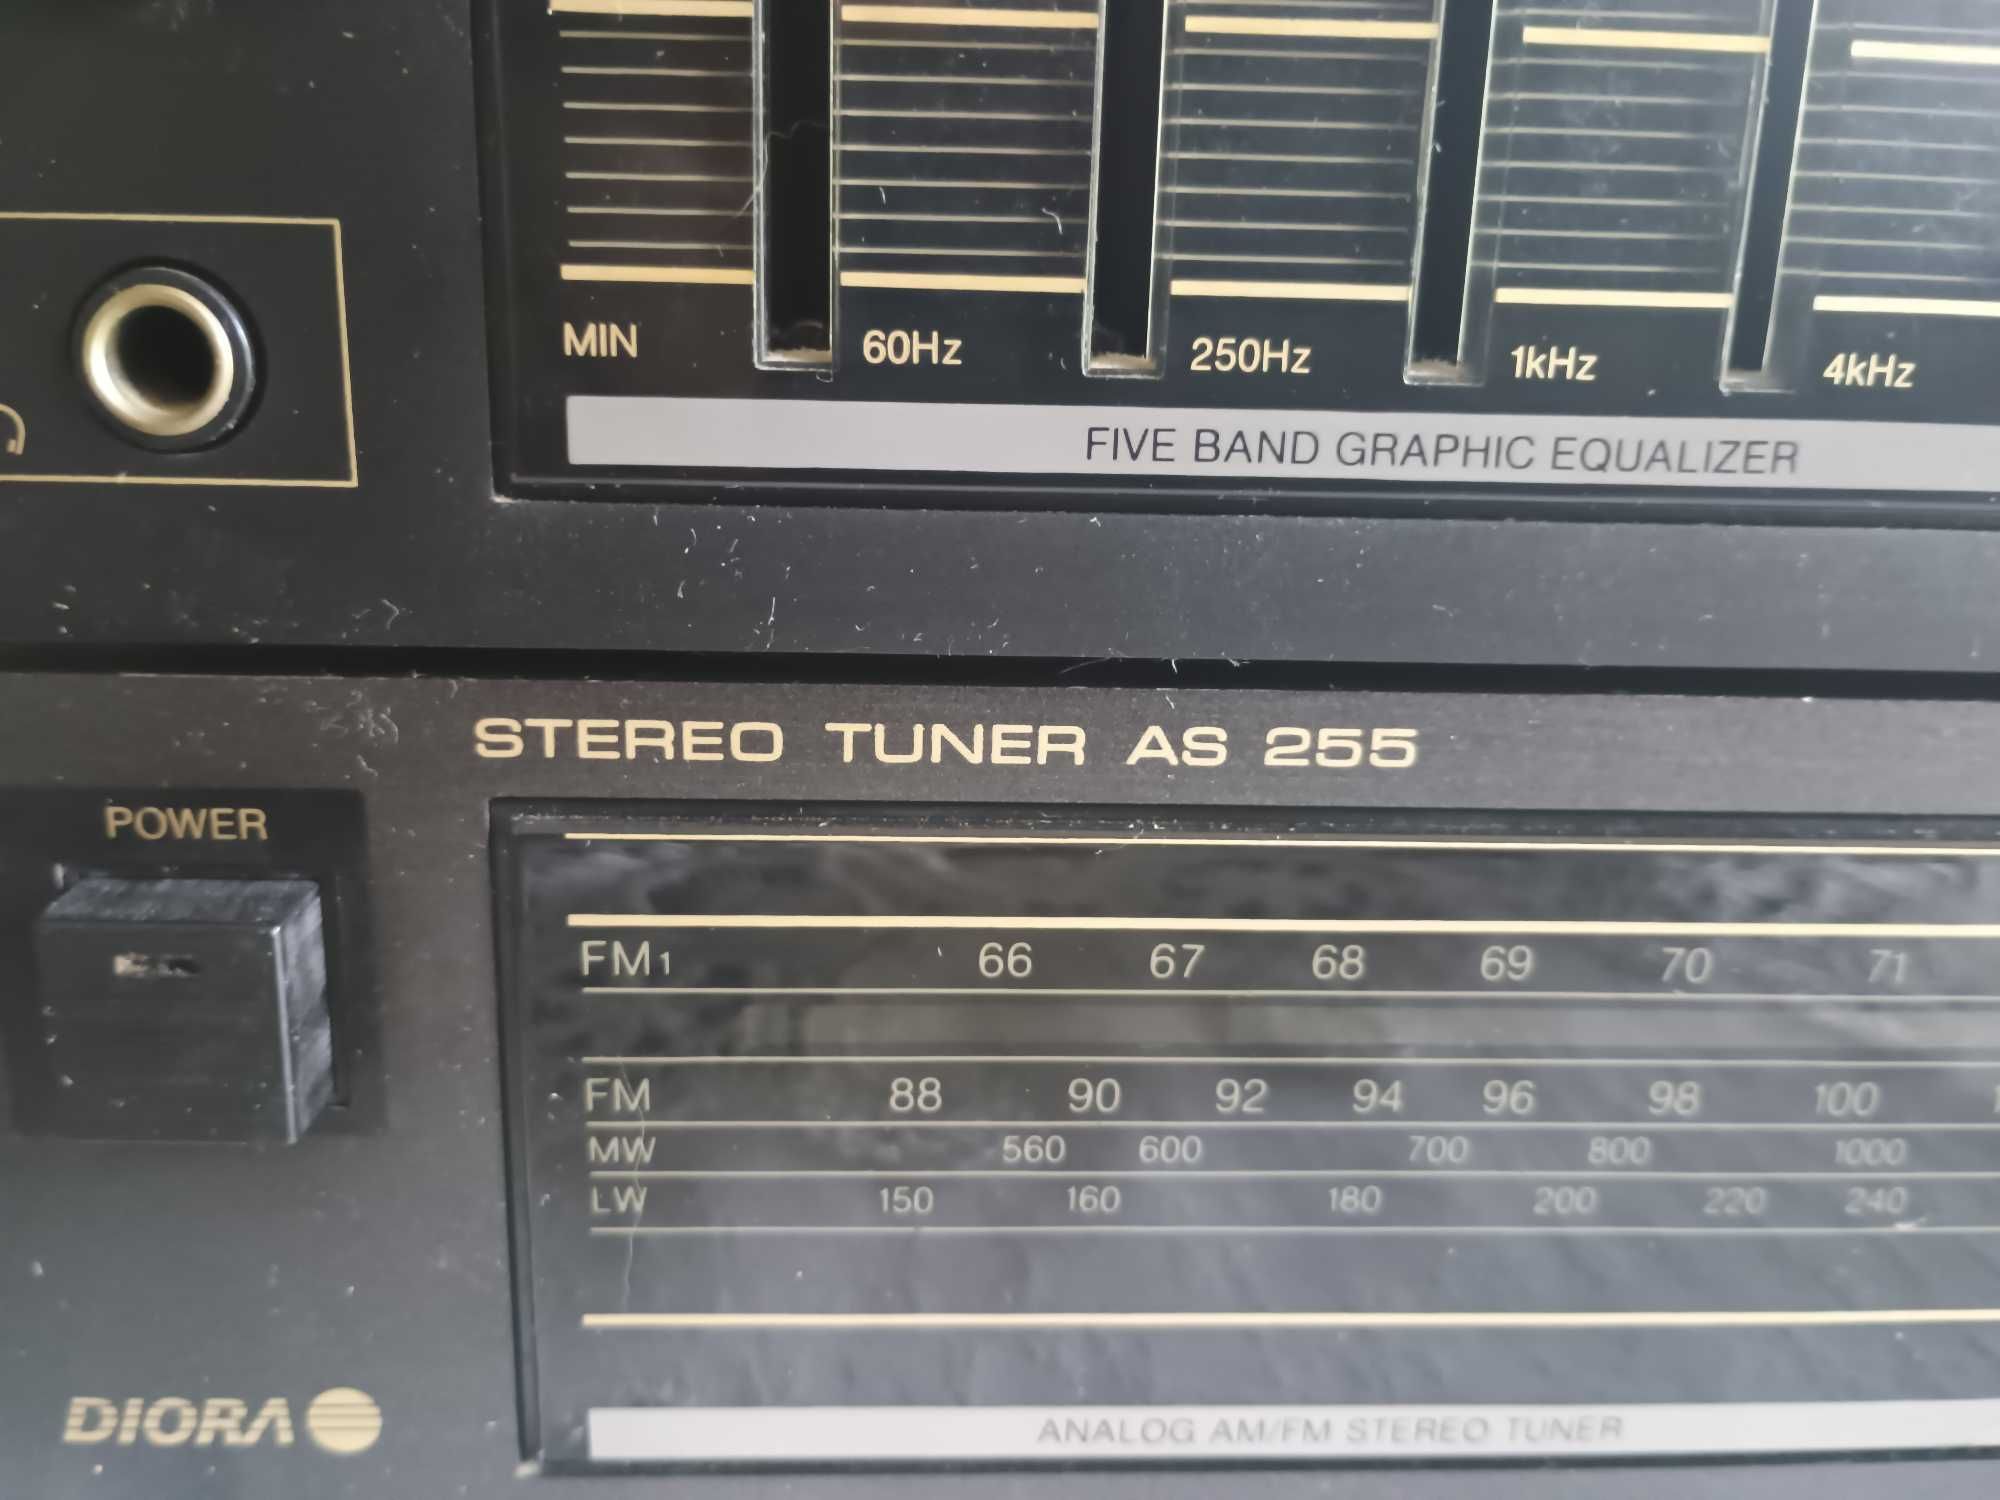 MIN 60Hz 250Hz 1kHz 4kHz
FIVE BAND GRAPHIC EQUALIZER
STEREO TUNER AS 255
POWER
FM1 66 67 68 69 70 71
FM 88 90 92 94 96 98 100
MW 560 600 700 800 1000
LW 150 160 180 200 220 240
DIORA
ANALOG AM/FM STEREO TUNER